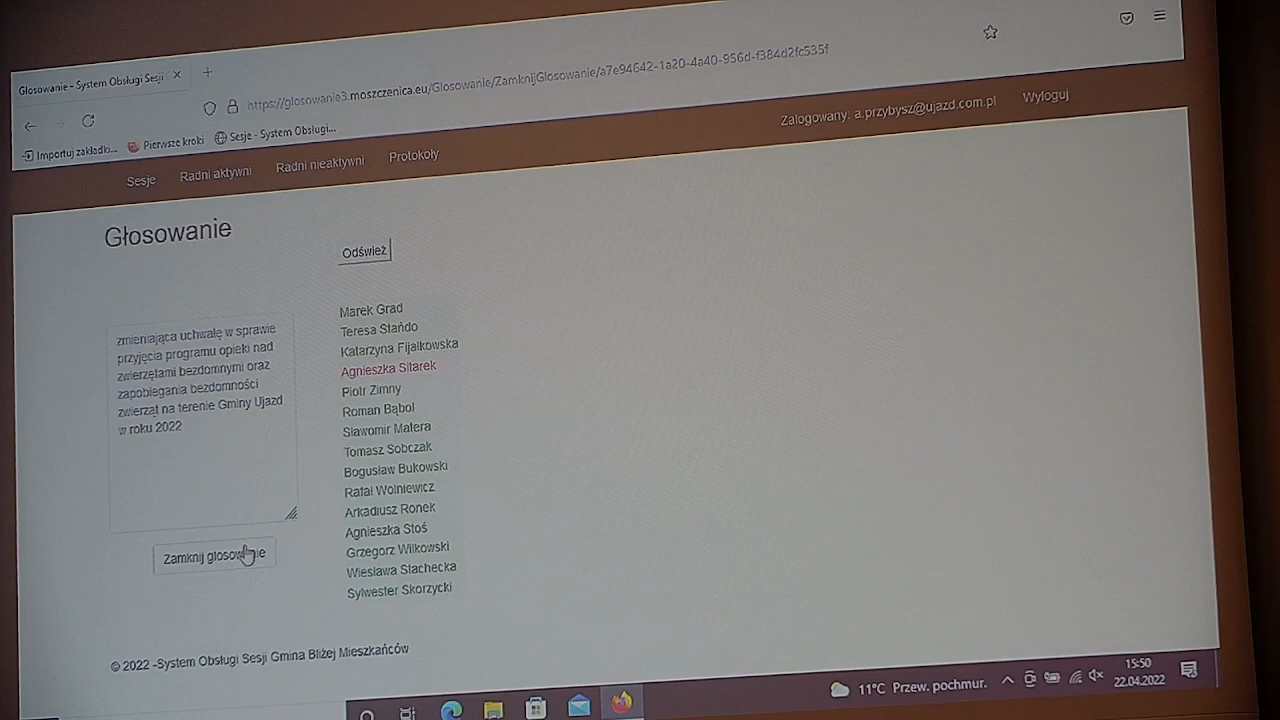 Głosowanie - System Obsługi Sesji
https://glosowanie3.moszczenica.eu/Glosowanie/ZamknijGlosowanie/a7e94642-1a20-4a40-956d-f384d2fc535f
Importuj zakładki...
Pierwsze kroki
Sesje - System Obsługi...
Zalogowany: a.przybysz@ujazd.com.pl
Wyloguj
Sesje
Radni aktywni
Radni nieaktywni
Protokoły
Głosowanie
Odśwież
zmieniająca uchwałę w sprawie
przyjęcia programu opieki nad
zwierzętami bezdomnymi oraz
zapobiegania bezdomności
zwierząt na terenie Gminy Ujazd
w roku 2022
Zamknij głosowanie
Marek Grad
Teresa Stańdo
Katarzyna Fijałkowska
Agnieszka Sitarek
Piotr Zimny
Roman Bąbol
Sławomir Matera
Tomasz Sobczak
Bogusław Bukowski
Rafał Wolniewicz
Arkadiusz Ronek
Agnieszka Stoś
Grzegorz Wilkowski
Wiesława Stachecka
Sylwester Skorzycki
© 2022 -System Obsługi Sesji Gmina Bliżej Mieszkańców
11°C Przew. pochmur.
15:50
22.04.2022